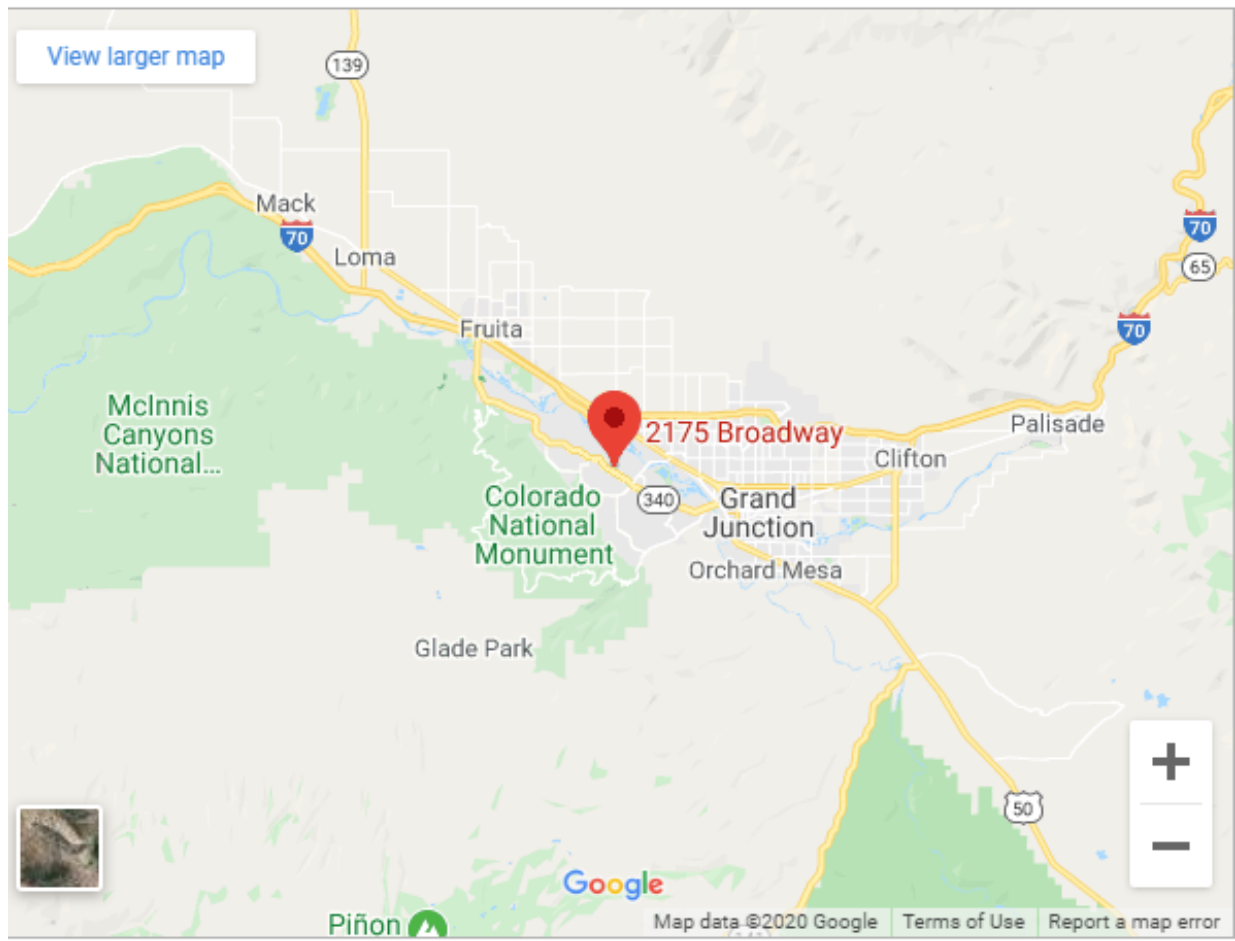 View larger map
139
Mack
70
Loma
70
65
Fruita
70
McInnis
Canyons
National...
2175 Broadway
Palisade
Clifton
Colorado
National
Monument
340
Grand
Junction
Orchard Mesa
Glade Park
50
Google
Piñon
Map data ©2020 Google
Terms of Use
Report a map error